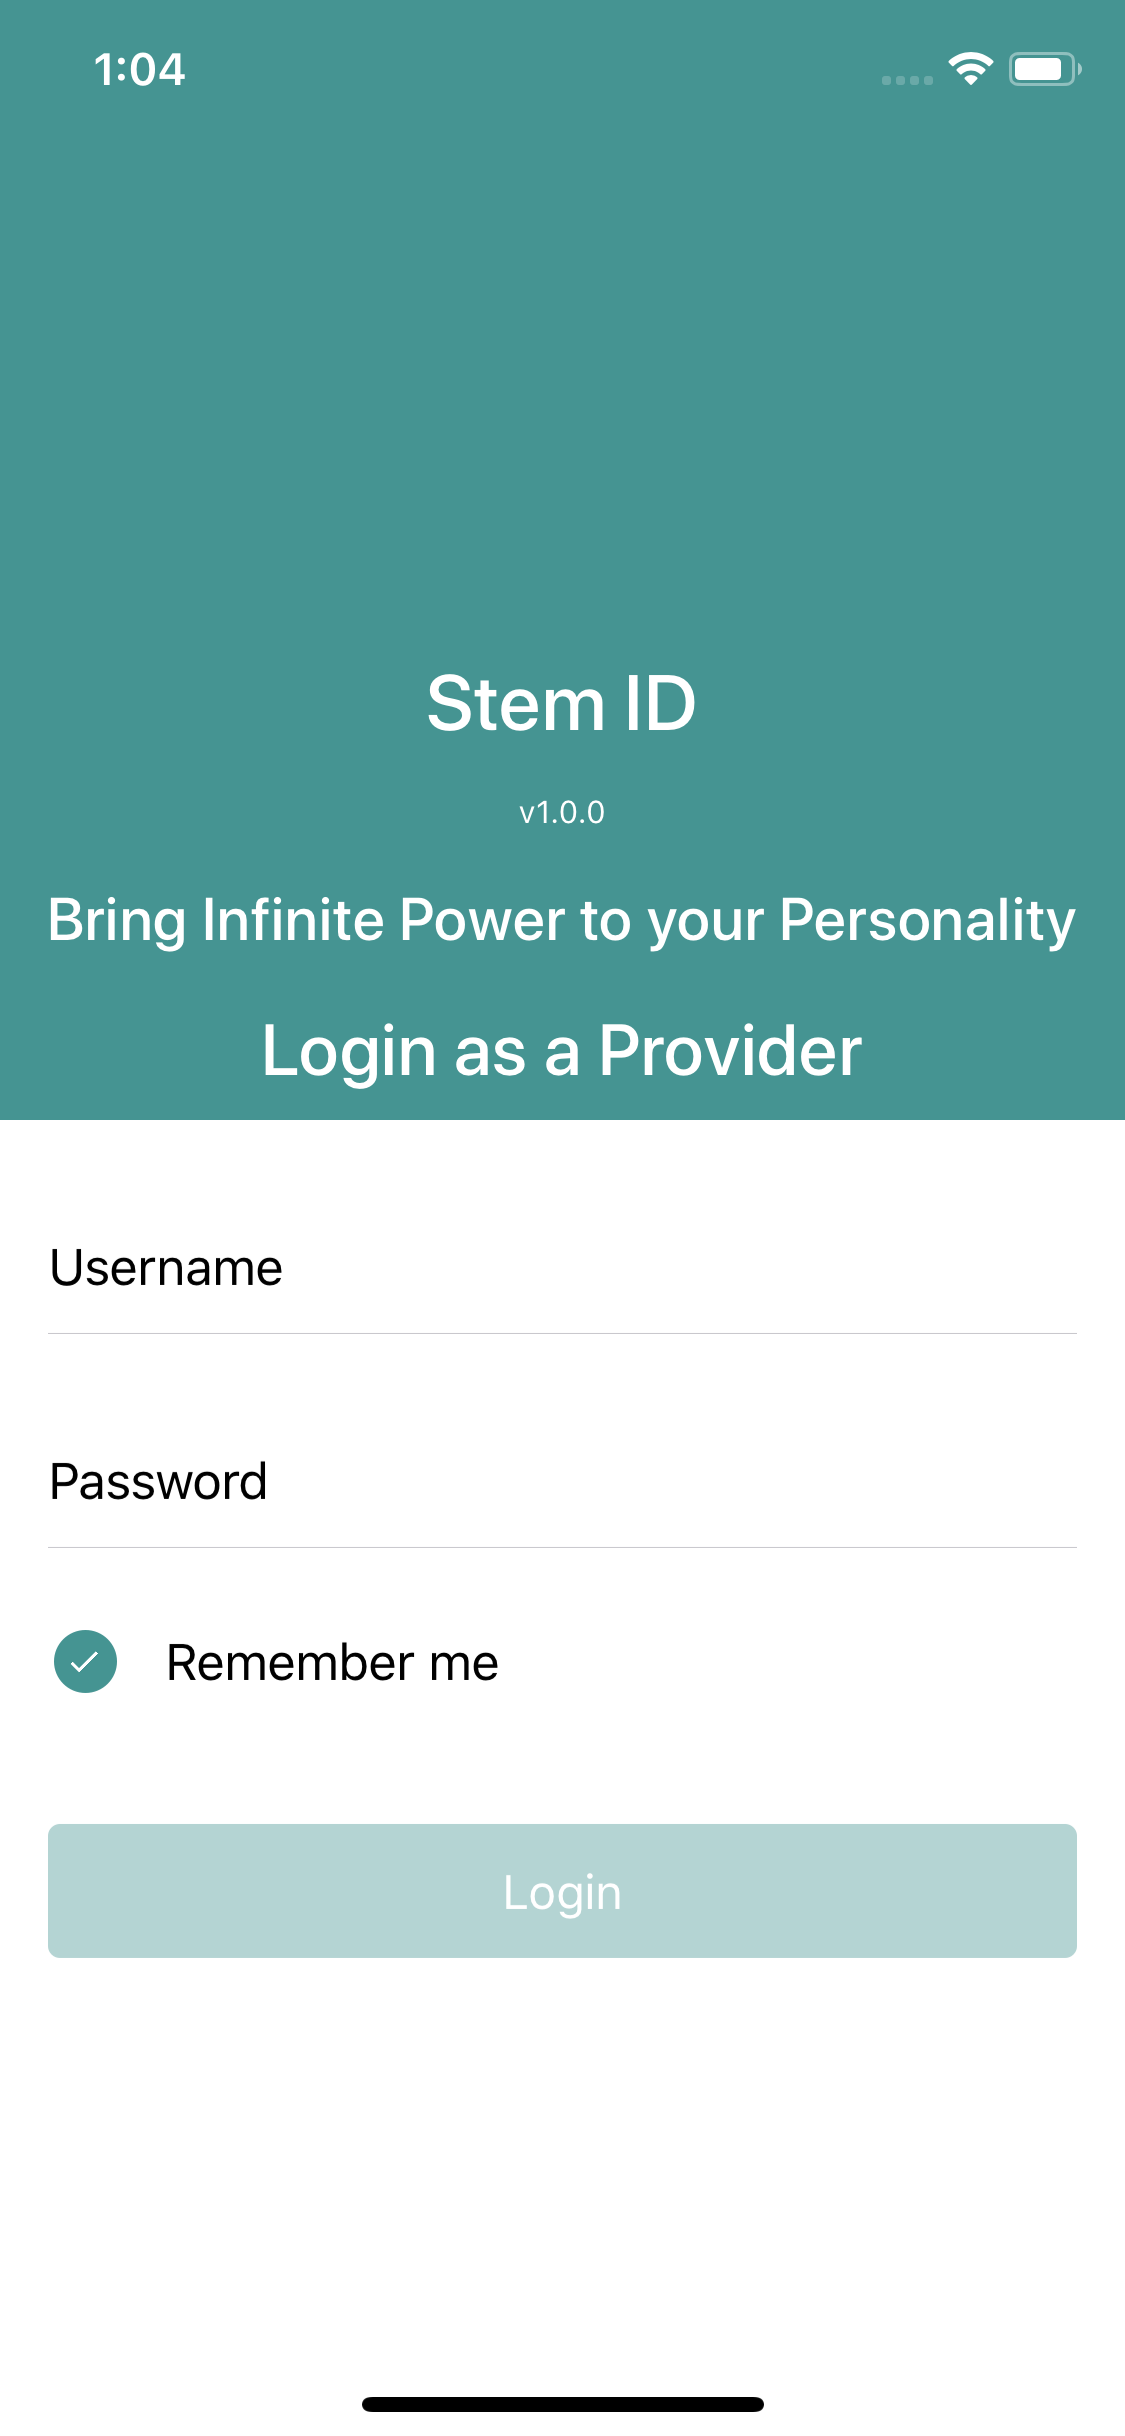 1:04
Stem ID
v1.0.0
Bring Infinite Power to your Personality
Login as a Provider
Username
Password
Remember me
Login